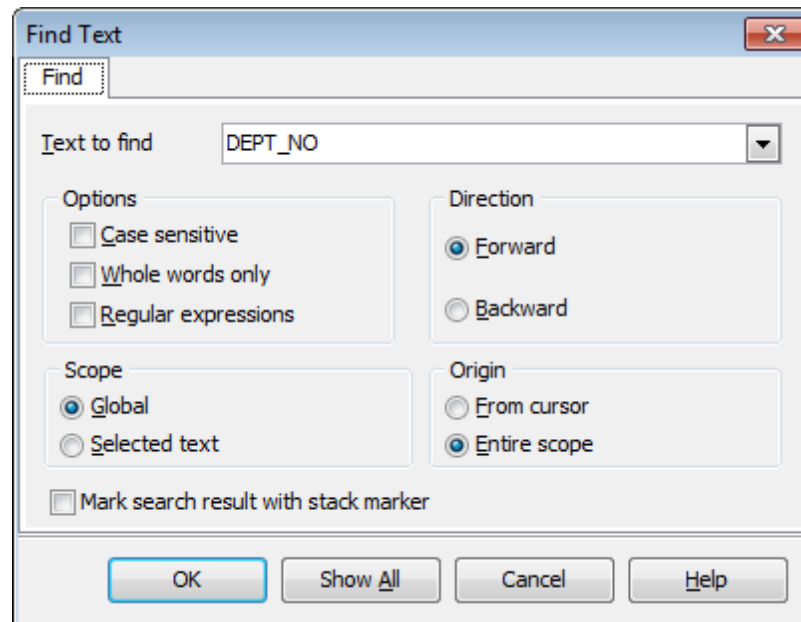 Find Text
Find
Text to find DEPT_NO
Options
Case sensitive
Whole words only
Regular expressions
Direction
Forward
Backward
Scope
Global
Selected text
Origin
From cursor
Entire scope
Mark search result with stack marker
OK Show All Cancel Help